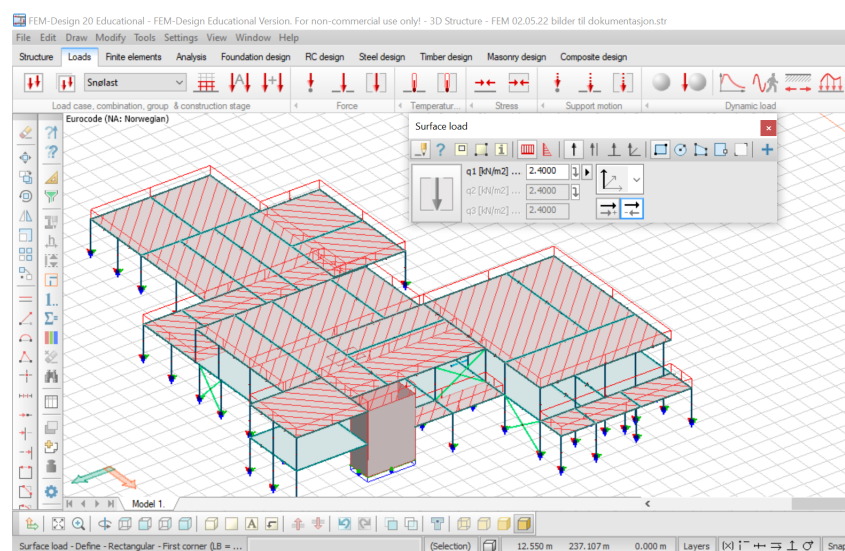 FEM-Design 20 Educational - FEM-Design Educational Version. For non-commercial use only! - 3D Structure - FEM 02.05.22 bilder til dokumentasjon.str
File Edit Draw Modify Tools Settings View Window Help
Structure Loads Finite elements Analysis Foundation design RC design Steel design Timber design Masonry design Composite design
Snølast
Load case, combination, group & construction stage Force Temperatur... Stress Support motion Dynamic load
Eurocode (NA: Norwegian)
Surface load
q1 [kN/m2] ... 2.4000
q2 [kN/m2] ... 2.4000
q3 [kN/m2] ... 2.4000
Model 1.
Surface load - Define - Rectangular - First corner (LB = ... (Selection) 12.550 m 237.107 m 0.000 m Layers Snap